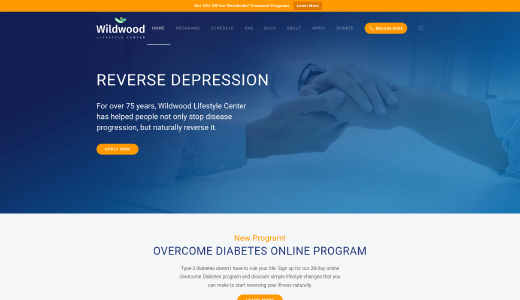 Get 10% Off Our Residential Treatment Programs Learn More
Wildwood
LIFESTYLE CENTER
HOME PROGRAMS SCHEDULE FAQ BLOG ABOUT APPLY DONATE
REVERSE DEPRESSION
For over 75 years, Wildwood Lifestyle Center
has helped people not only stop disease
progression, but naturally reverse it.
APPLY NOW
New Program!
OVERCOME DIABETES ONLINE PROGRAM
Type-2 diabetes doesn't have to rule your life. Sign up for our 28-day online
Overcome Diabetes program and discover simple lifestyle changes that you
can make to start reversing your illness naturally.